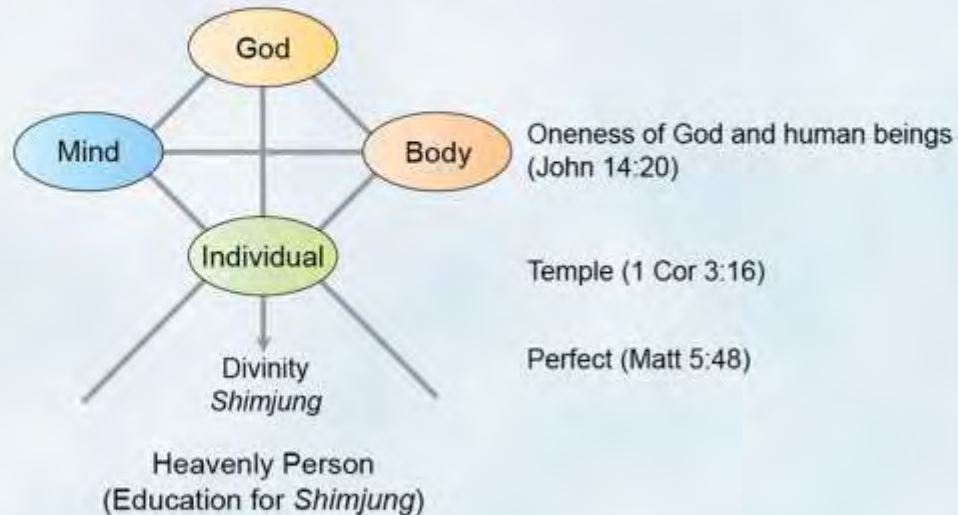 God
Mind
Body
Individual
Divinity
Shimjung
Heavenly Person
(Education for Shimjung)
Oneness of God and human beings
(John 14:20)
Temple (1 Cor 3:16)
Perfect (Matt 5:48)